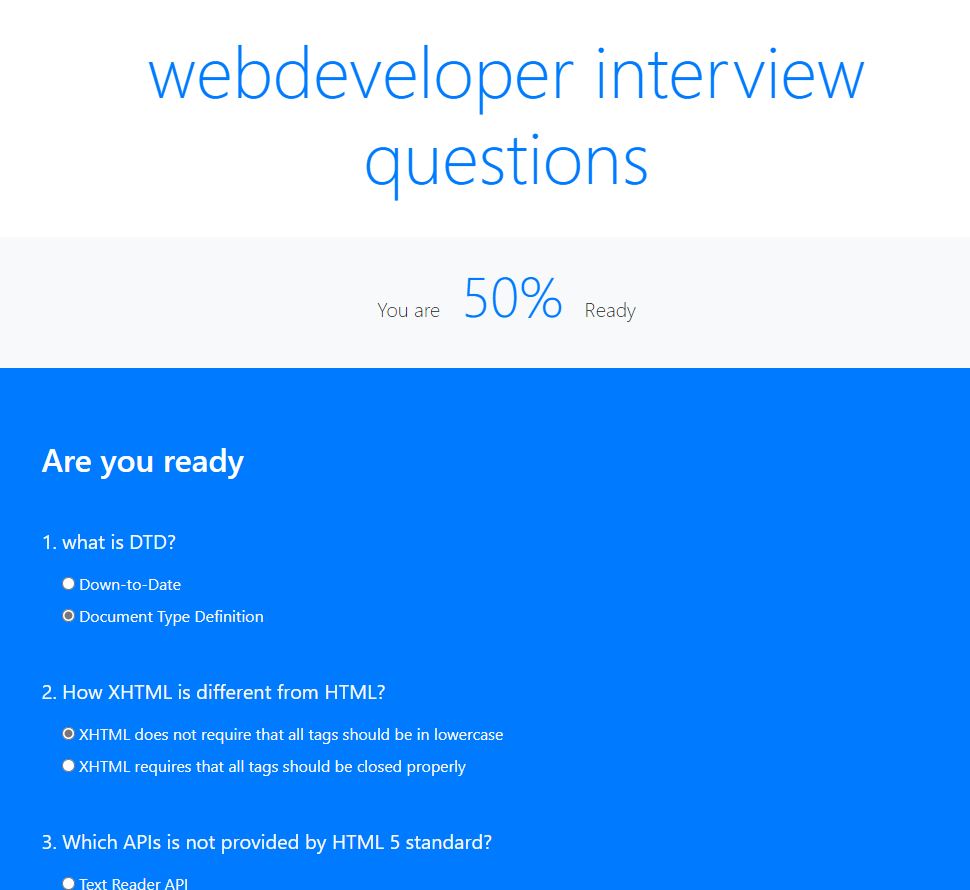 webdeveloper interview
questions
You are 50% Ready
Are you ready
1. what is DTD?
Down-to-Date
Document Type Definition
2. How XHTML is different from HTML?
XHTML does not require that all tags should be in lowercase
XHTML requires that all tags should be closed properly
3. Which APIs is not provided by HTML 5 standard?
Text Reader API